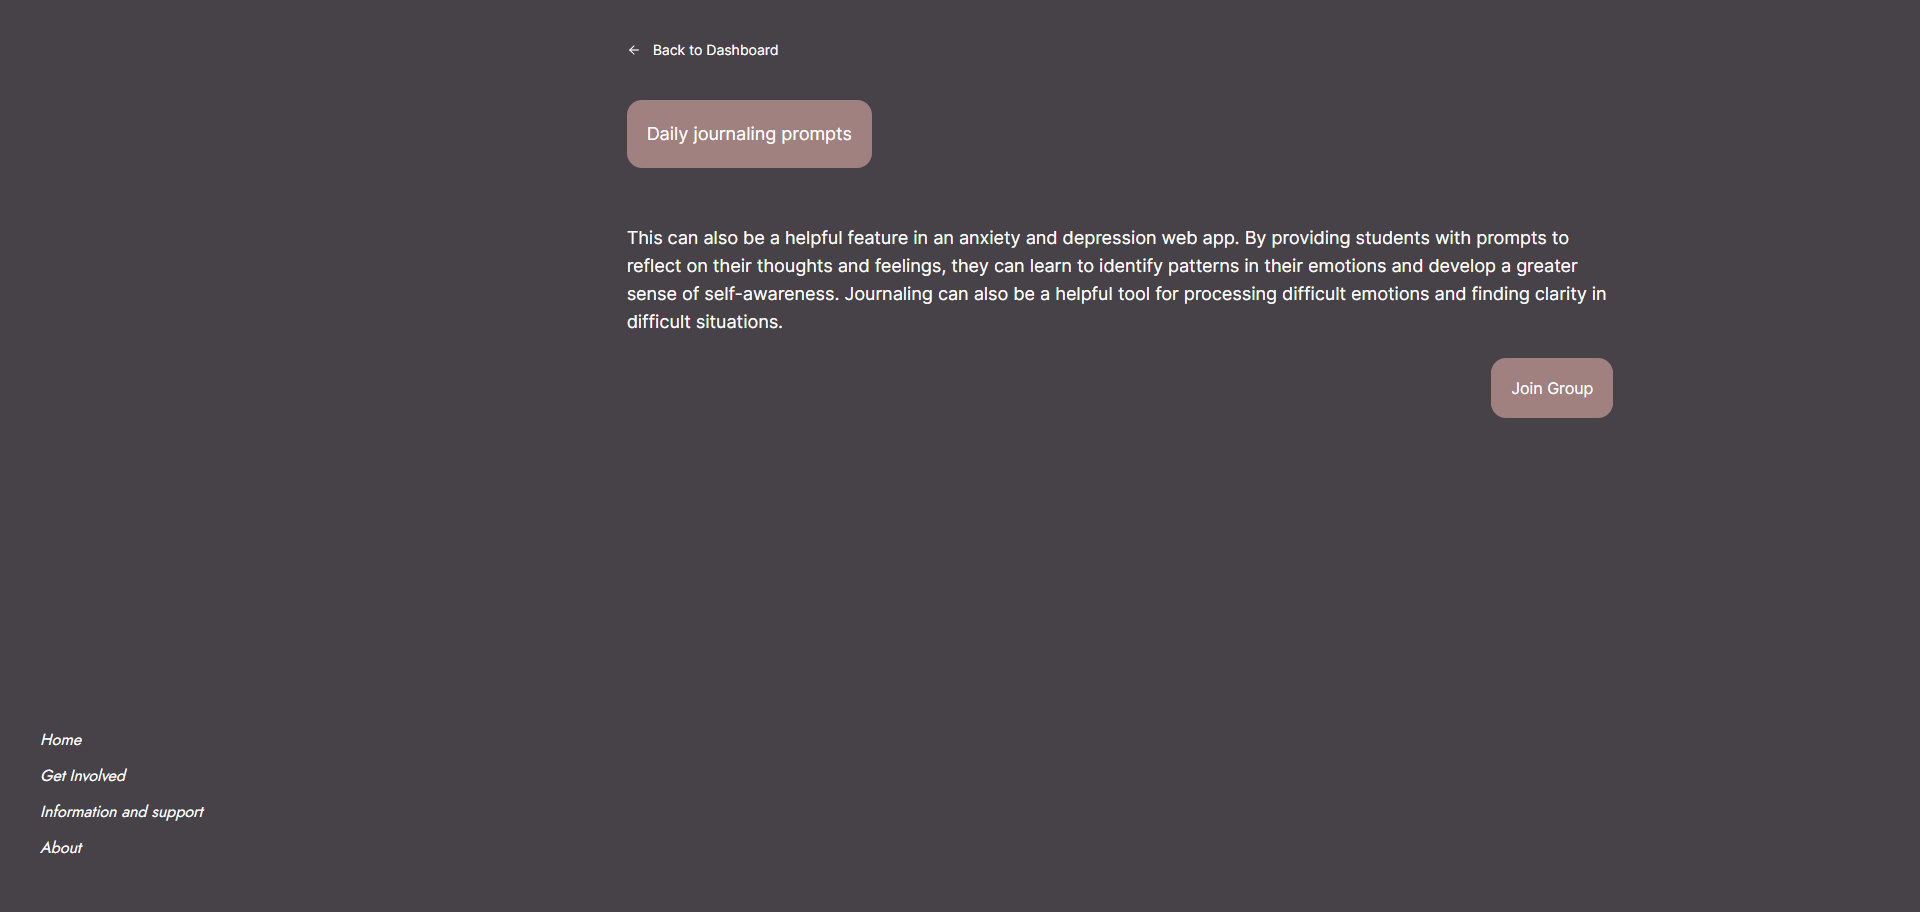 Back to Dashboard
Daily journaling prompts
This can also be a helpful feature in an anxiety and depression web app. By providing students with prompts to
reflect on their thoughts and feelings, they can learn to identify patterns in their emotions and develop a greater
sense of self-awareness. Journaling can also be a helpful tool for processing difficult emotions and finding clarity in
difficult situations.
Join Group
Home
Get Involved
Information and support
About